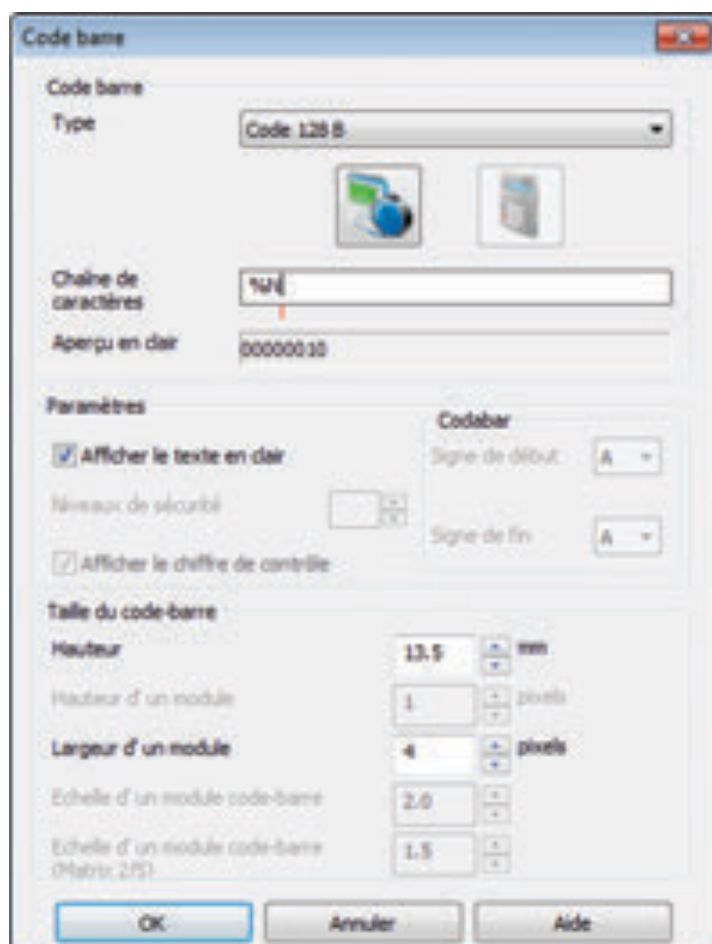 Code barre
Code barre
Type
Code 128 B
Chaîne de
caractères
%N
Aperçu en clair
00000010
Paramètres
Codabar
Afficher le texte en clair
Signe de début
A
Niveaux de sécurité
Signe de fin
A
Afficher le chiffre de contrôle
Taille du code-barre
Hauteur
13.5
mm
Hauteur d'un module
1
pixels
Largeur d'un module
4
pixels
Echelle d'un module code-barre
2.0
Echelle d'un module code-barre
(Matrix 2/5)
1.5
OK
Annuler
Aide